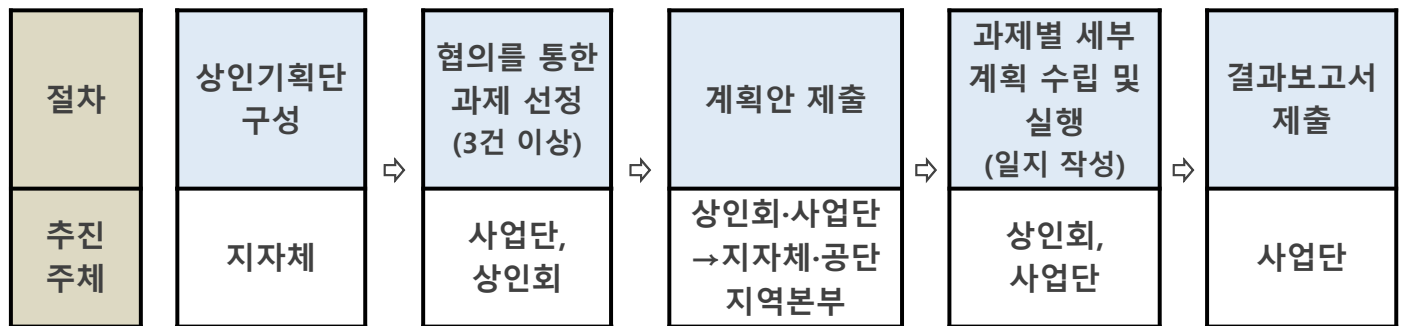 절차
상인기획단
구성
⇨
협의를 통한
과제 선정
(3건 이상)
⇨
계획안 제출
⇨
과제별 세부
계획 수립 및
실행
(일지 작성)
⇨
결과보고서
제출
추진
주체
지자체
사업단,
상인회
상인회·사업단
→지자체·공단
지역본부
상인회,
사업단
사업단